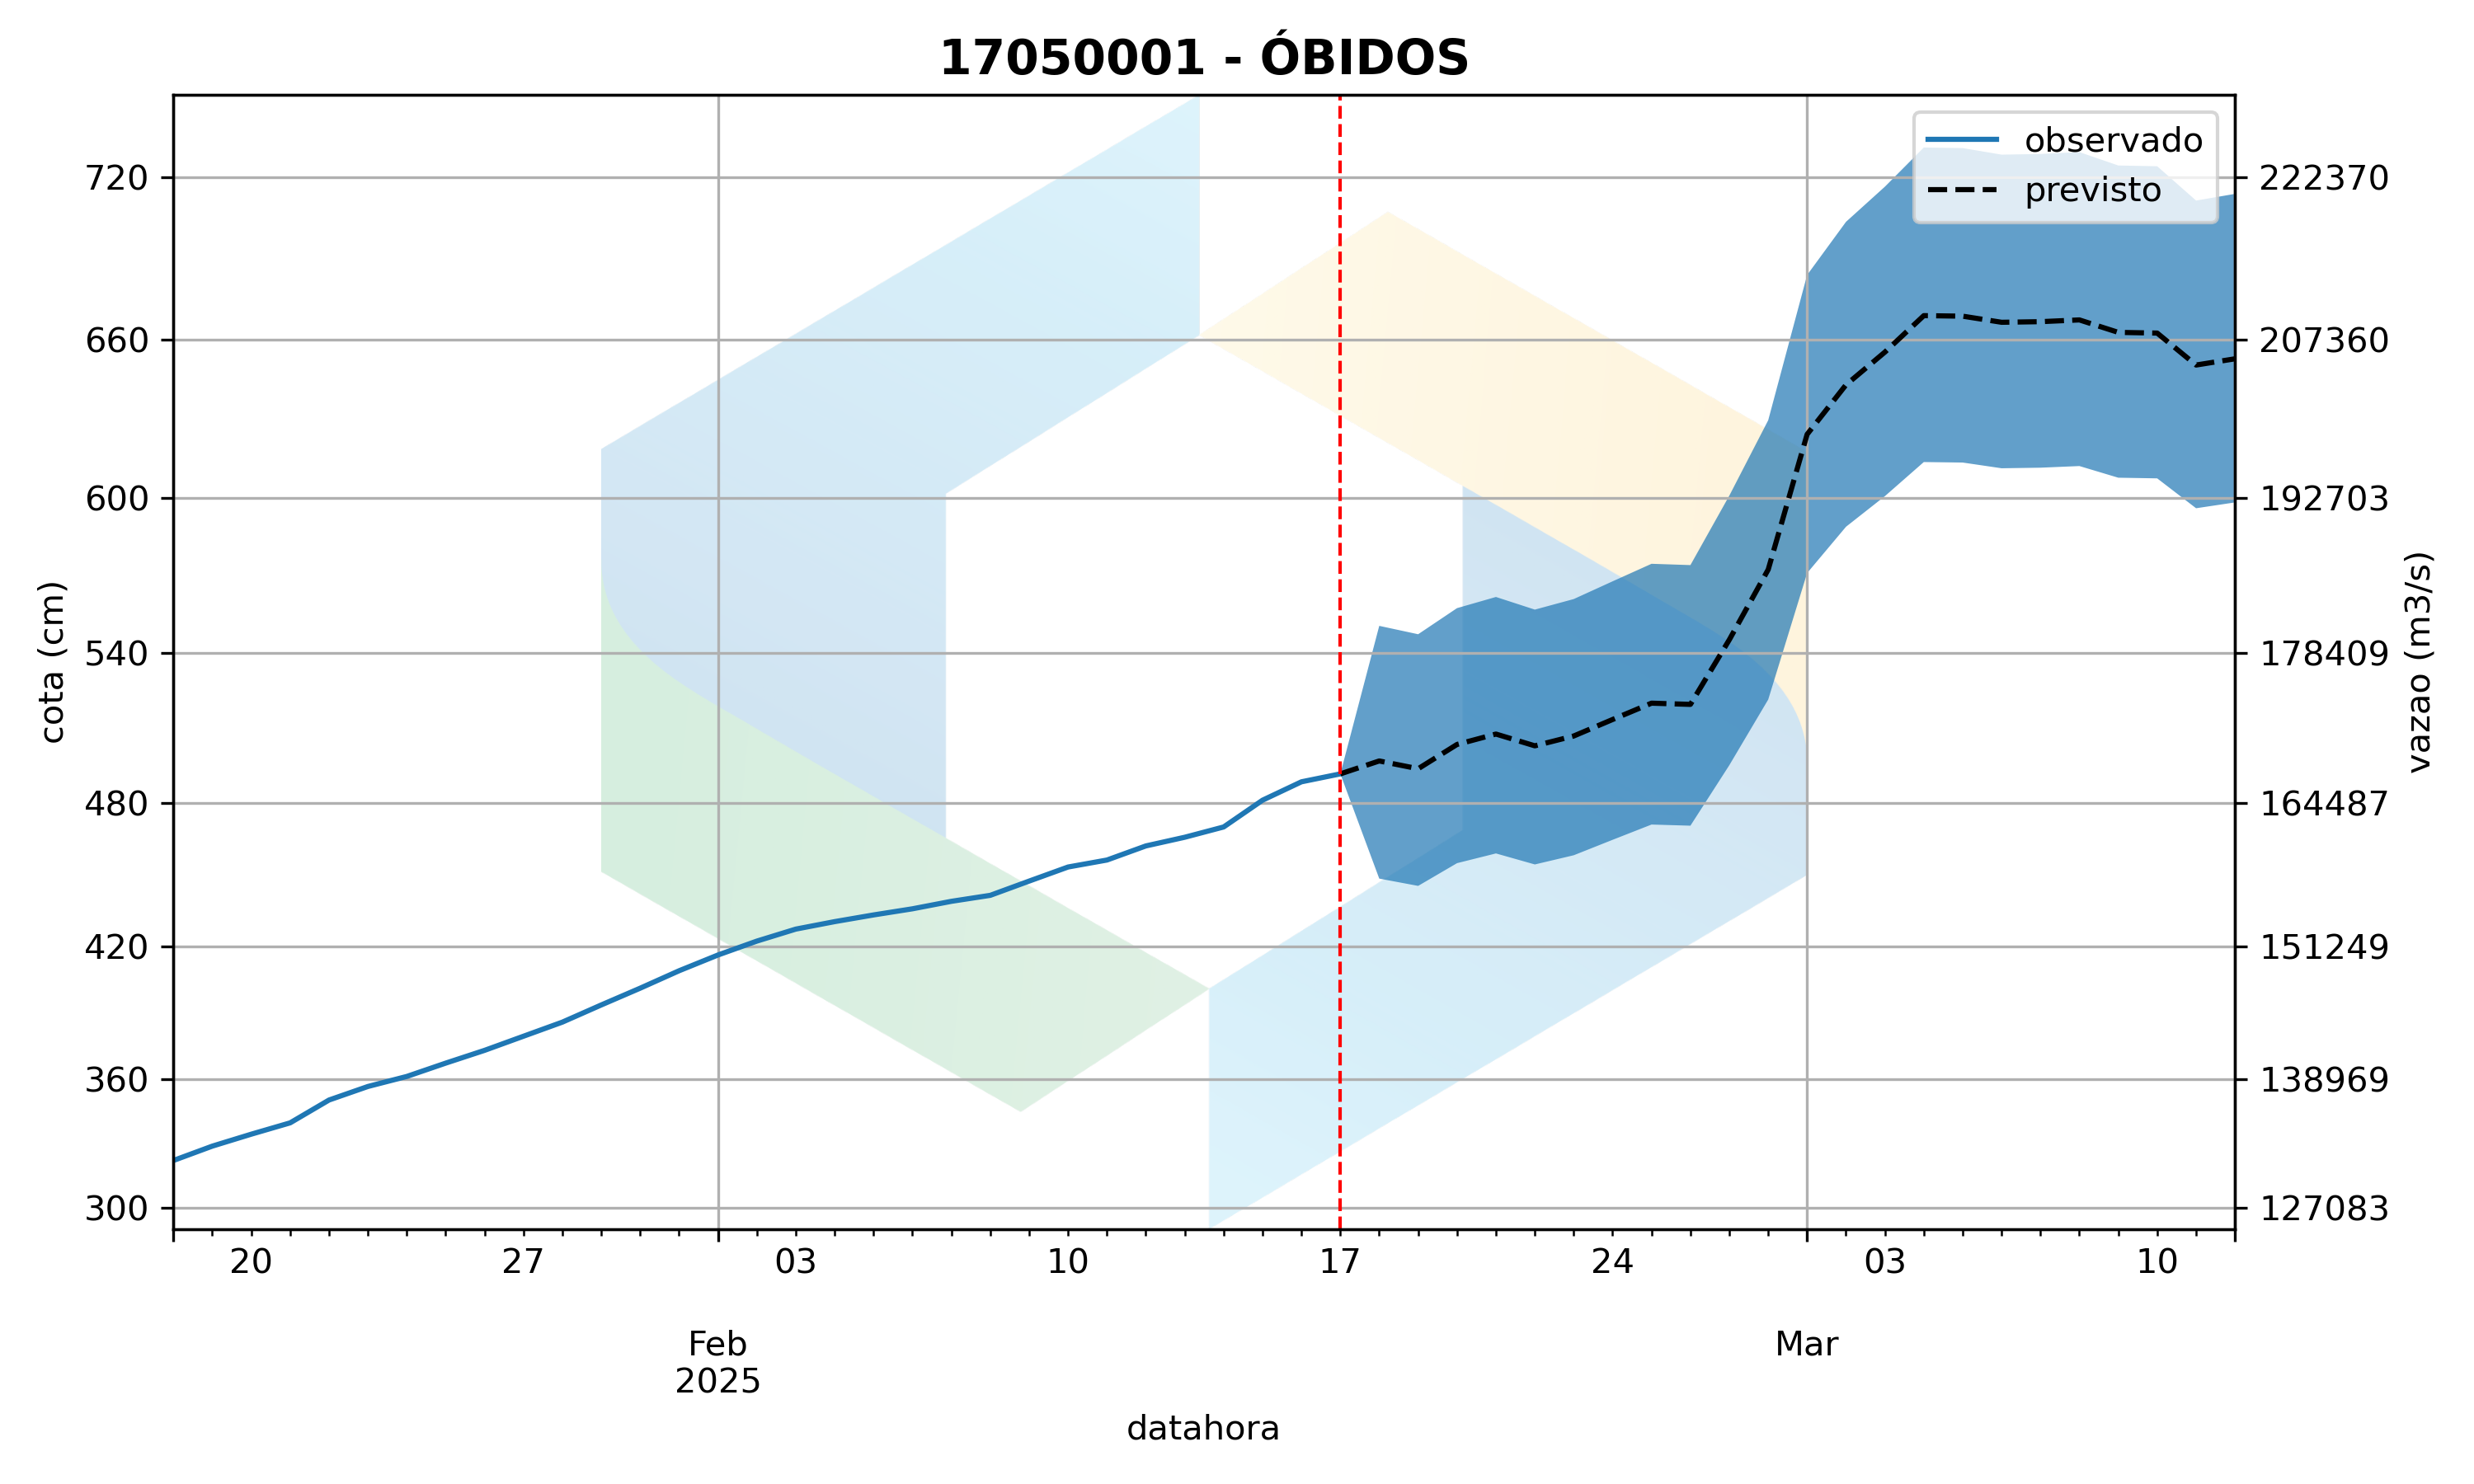 17050001 - ÓBIDOS
observado
previsto
720
660
600
540
480
420
360
300
cota (cm)
222370
207360
192703
178409
164487
151249
138969
127083
vazao (m3/s)
20 27 03 10 17 24 03 10
Feb Mar
2025
datahora